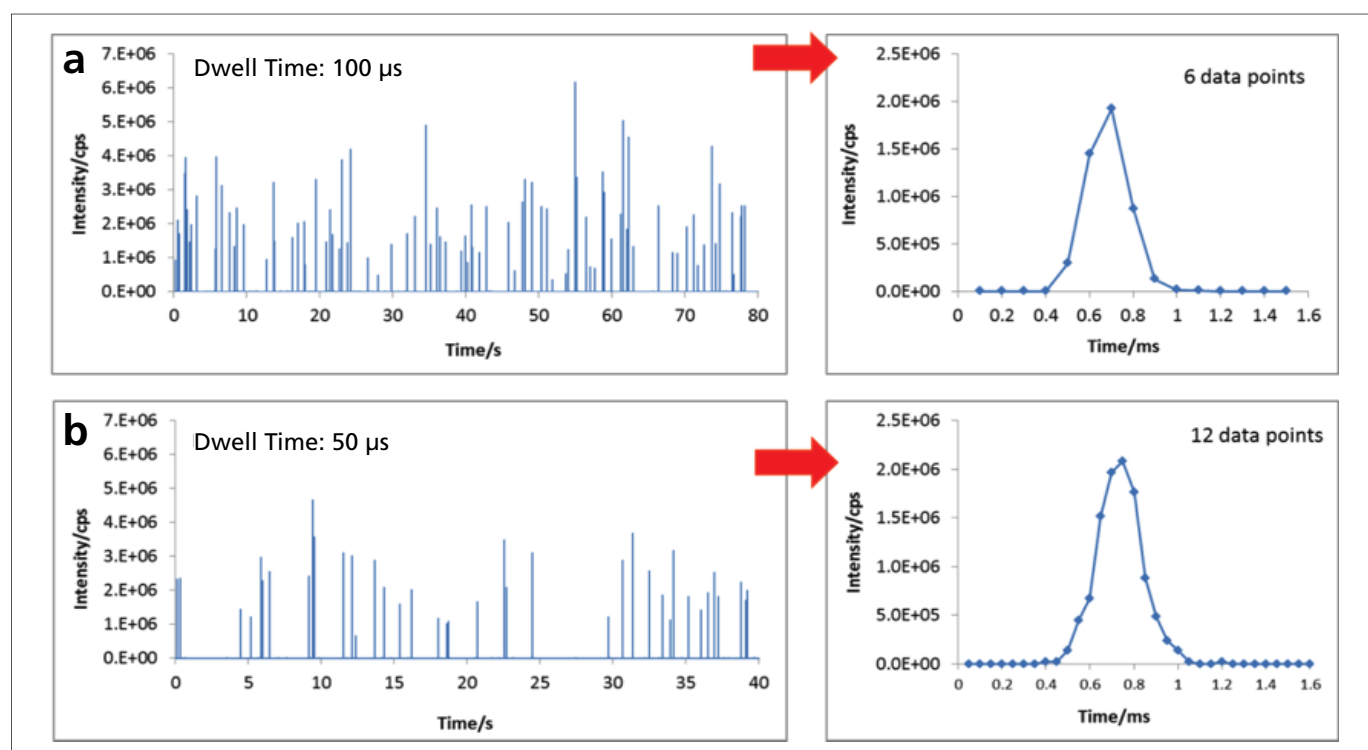 a
Dwell Time: 100 µs
Intensity/cps
7.E+06
6.E+06
5.E+06
4.E+06
3.E+06
2.E+06
1.E+06
0.E+00
0 10 20 30 40 50 60 70 80
Time/s
6 data points
Intensity/cps
2.5E+06
2.0E+06
1.5E+06
1.0E+06
5.0E+05
0.0E+00
0 0.2 0.4 0.6 0.8 1 1.2 1.4 1.6
Time/ms
b
Dwell Time: 50 µs
Intensity/cps
7.E+06
6.E+06
5.E+06
4.E+06
3.E+06
2.E+06
1.E+06
0.E+00
0 5 10 15 20 25 30 35 40
Time/s
12 data points
Intensity/cps
2.5E+06
2.0E+06
1.5E+06
1.0E+06
5.0E+05
0.0E+00
0 0.2 0.4 0.6 0.8 1 1.2 1.4 1.6
Time/ms